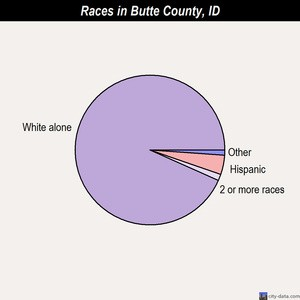 Races in Butte County, ID
White alone
Other
Hispanic
2 or more races
city-data.com